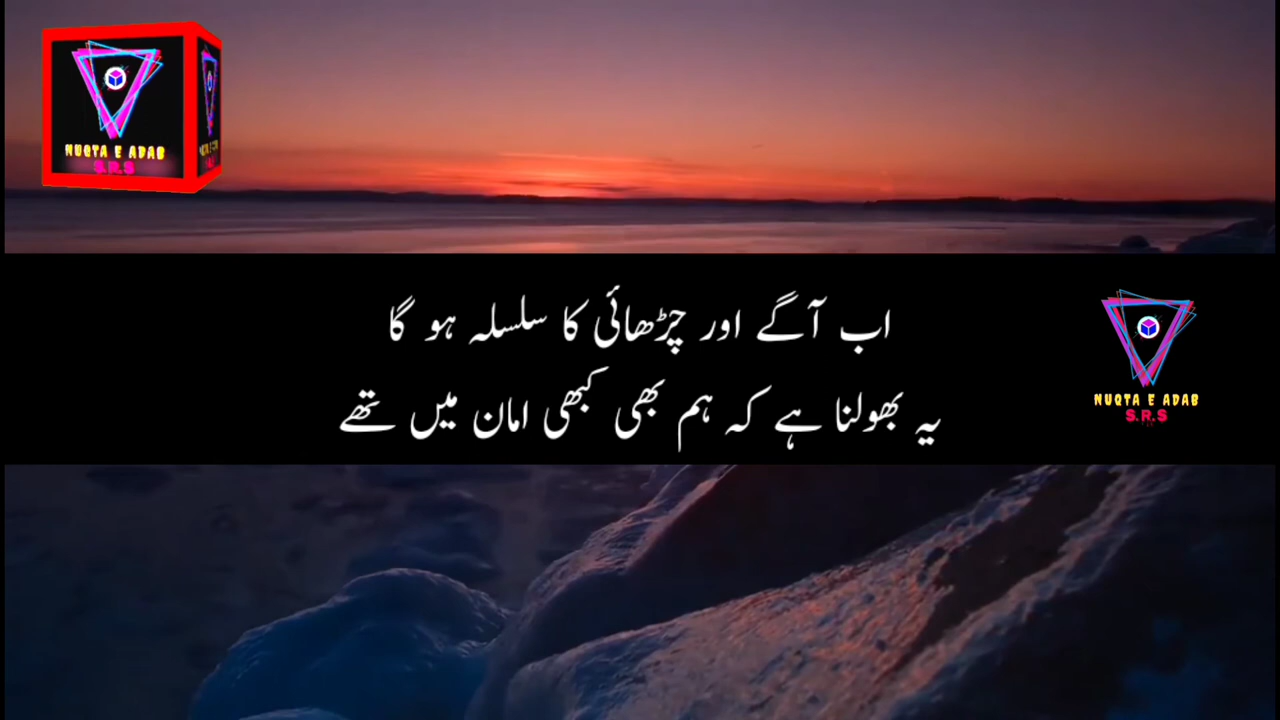 NUQTA E ADAB
S.R.S
اب آگے اور چڑھائی کا سلسلہ ہو گا
یہ بھولنا ہے کہ ہم بھی کبھی امان میں تھے
NUQTA E ADAB
S.R.S